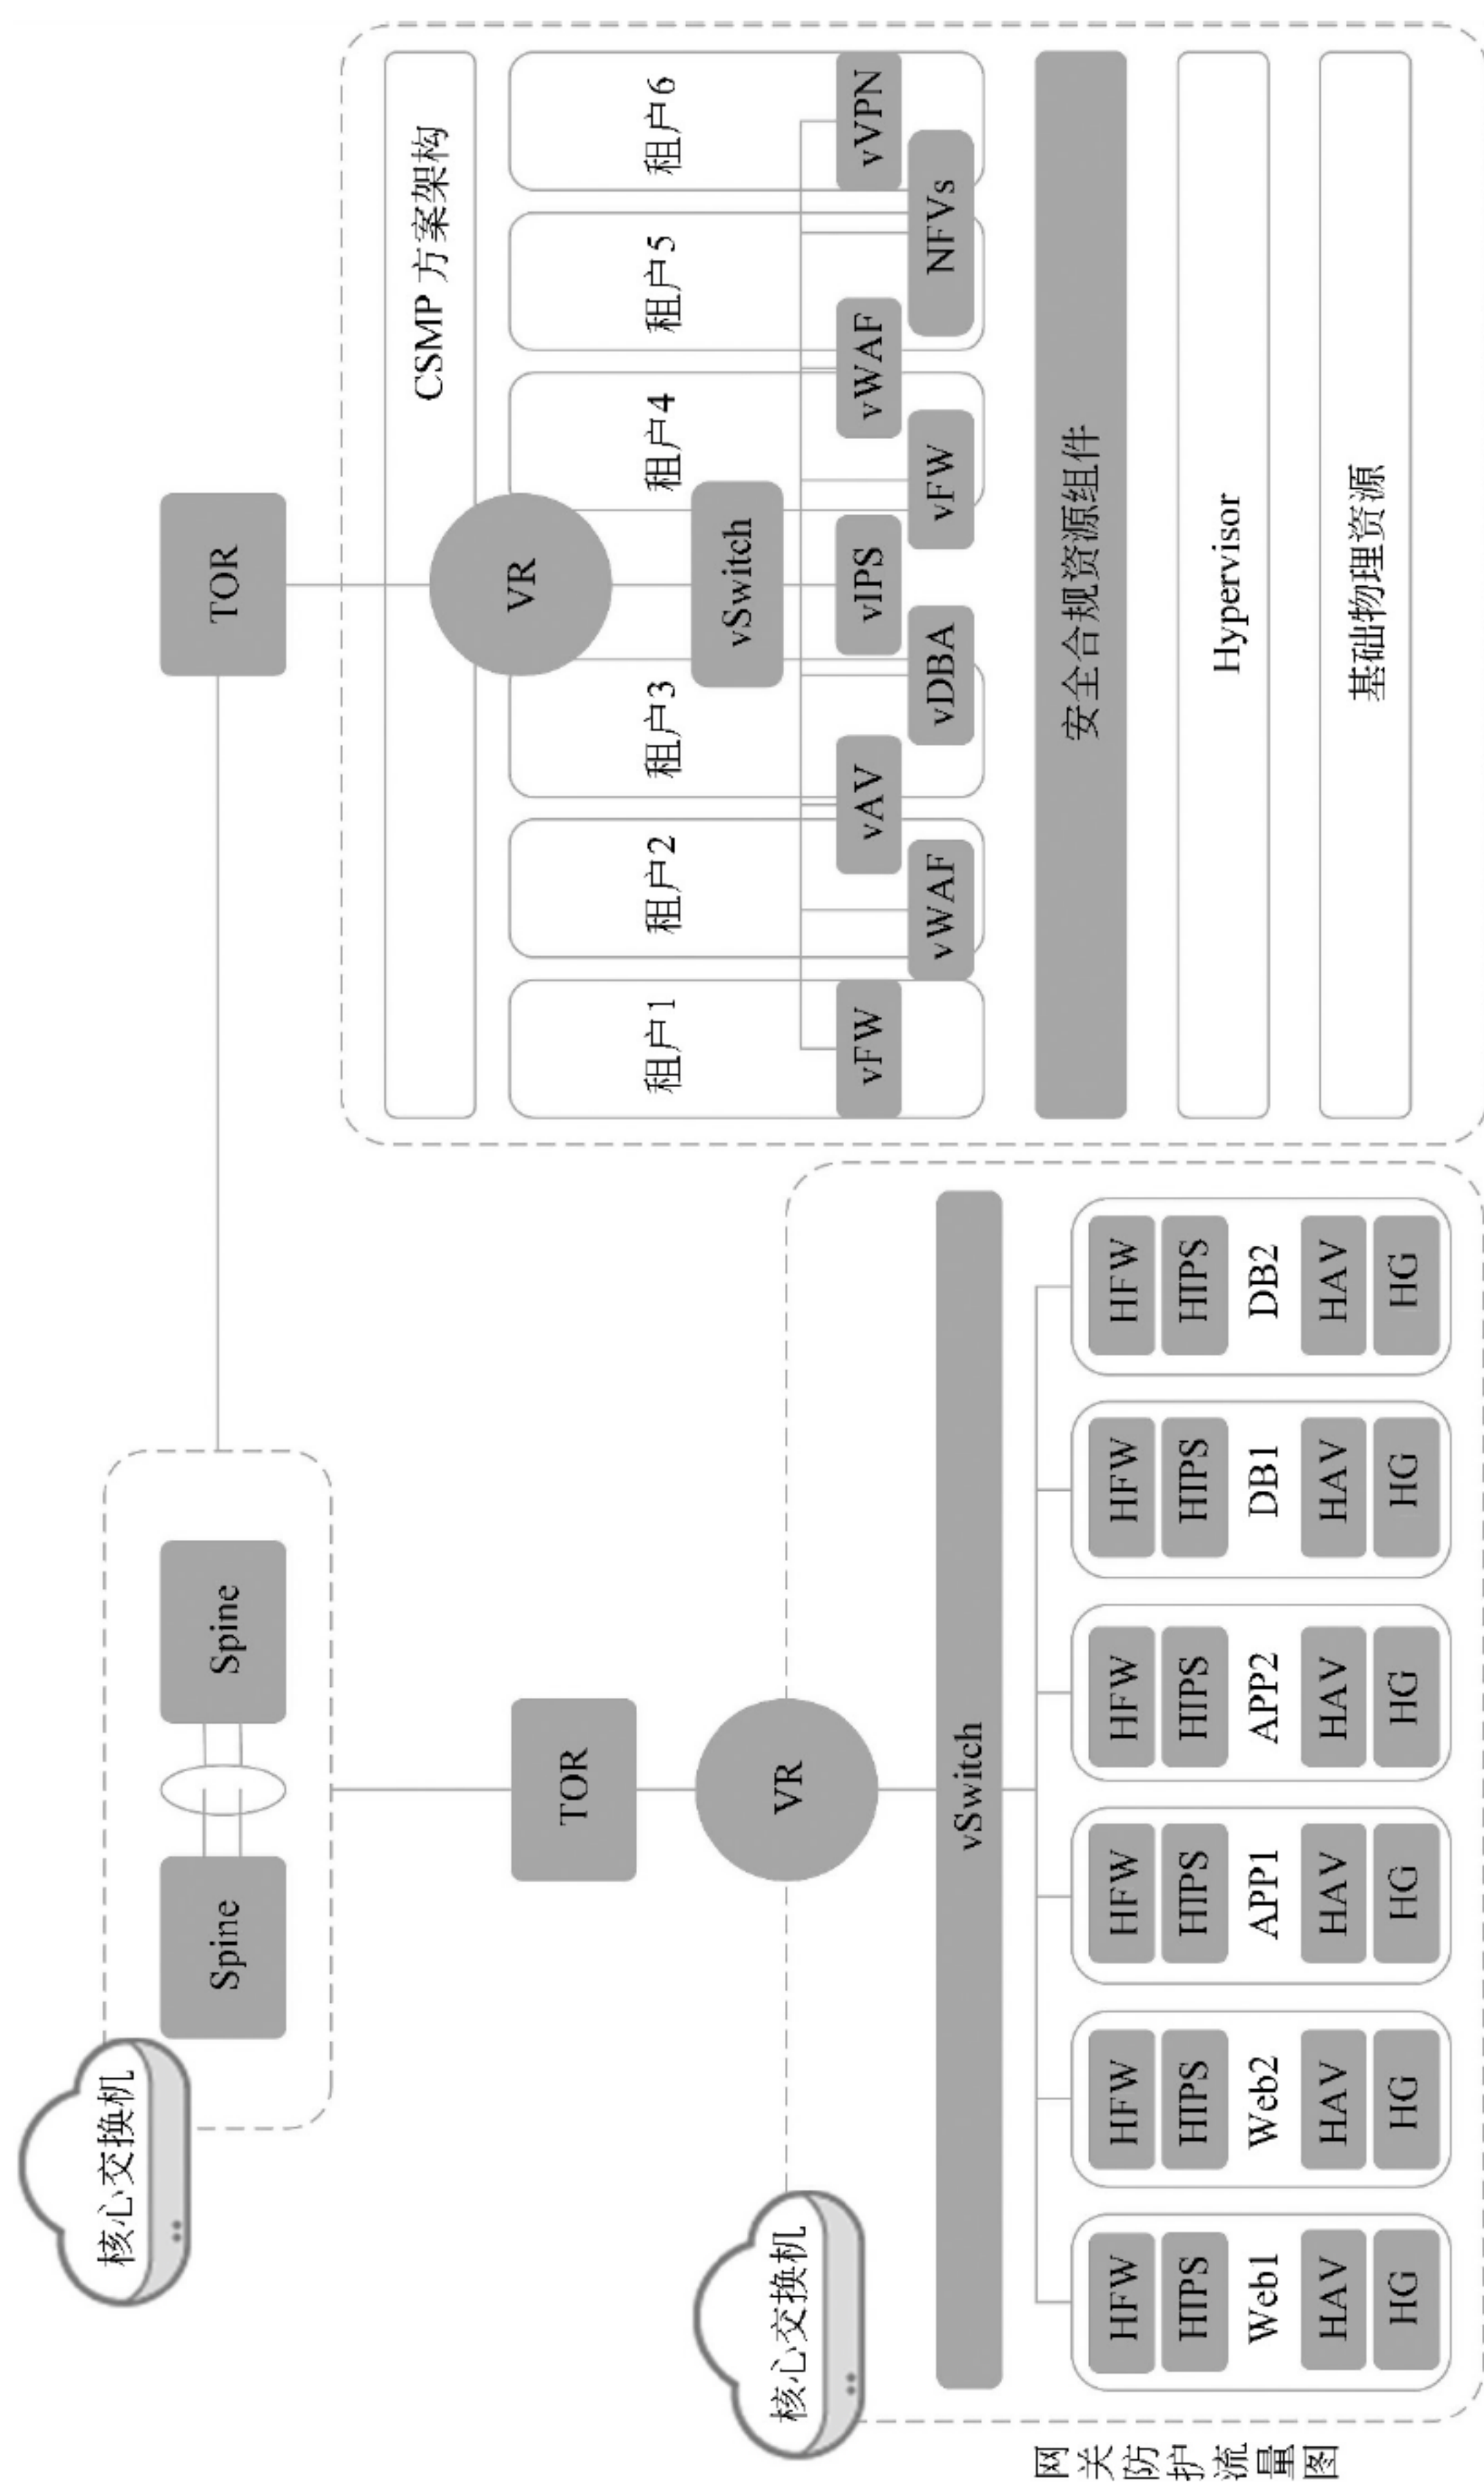 核心交换机
Spine
Spine
TOR
TOR
VR
核心交换机
vSwitch
HFW
HIPS
Web1
HAV
HG
HFW
HIPS
Web2
HAV
HG
HFW
HIPS
APP1
HAV
HG
HFW
HIPS
APP2
HAV
HG
HFW
HIPS
DB1
HAV
HG
HFW
HIPS
DB2
HAV
HG
网关防护流量图
CSMP 方案架构
VR
租户1
租户2
租户3
租户4
租户5
租户6
vSwitch
vFW
vAV
vIPS
vWAF
vVPN
vWAF
vDBA
vFW
NFVs
安全合规资源组件
Hypervisor
基础物理资源